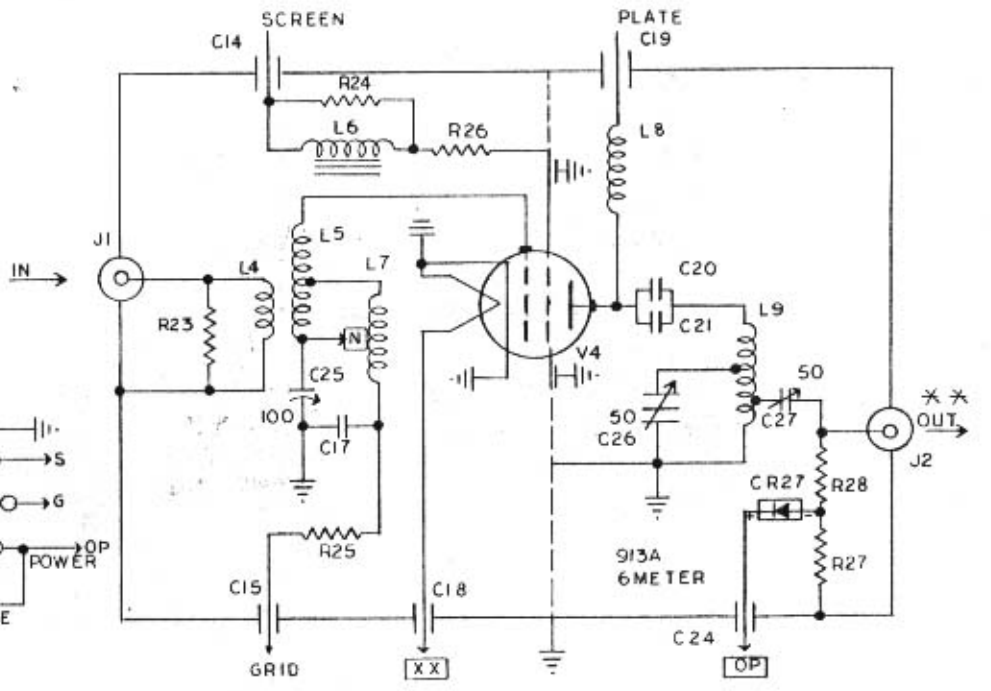 SCREEN
PLATE
C14
C19
R24
L6
R26
L8
J1
L5
L7
IN
L4
C20
L9
R23
N
C21
V4
50
C25
100
50
C27
* *
OUT
C26
C17
J2
S
CR27
R28
G
+
-
R25
OP
POWER
913A
6METER
R27
C15
C18
E
C24
GRID
XX
OP